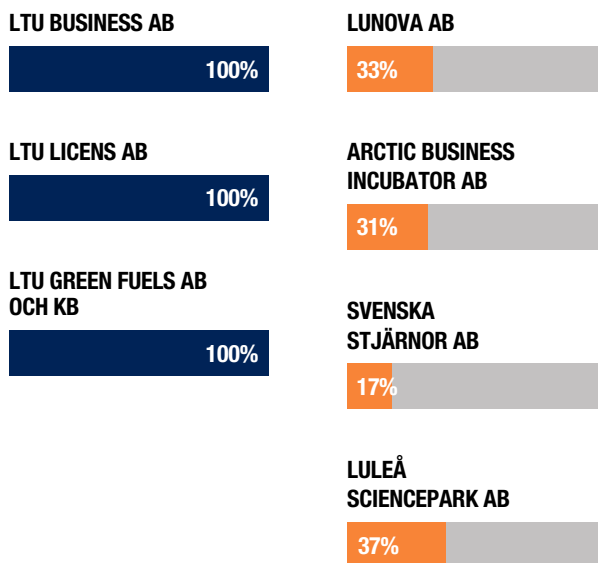 LTU BUSINESS AB
100%
LTU LICENS AB
100%
LTU GREEN FUELS AB
OCH KB
100%
LUNOVA AB
33%
ARCTIC BUSINESS
INCUBATOR AB
31%
SVENSKA
STJÄRNOR AB
17%
LULEÅ
SCIENCEPARK AB
37%